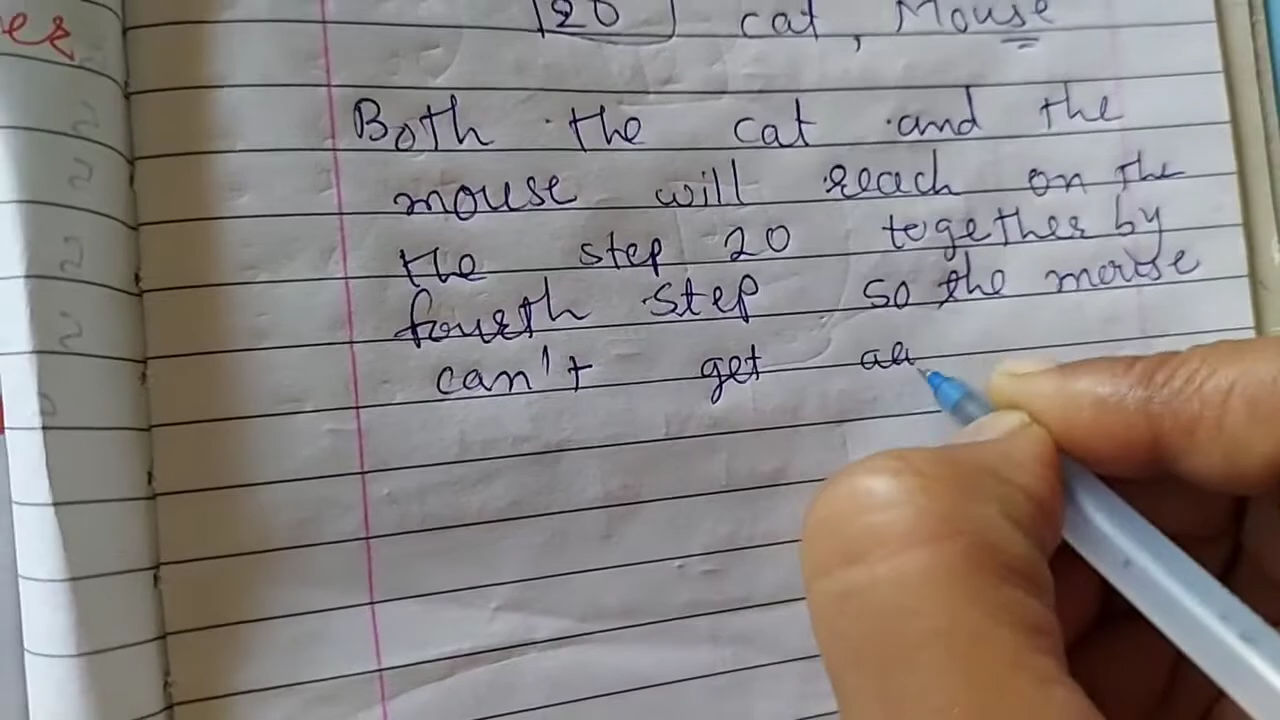 20 cat, Mouse
Both the cat and the
mouse will reach on the
the step 20 together by
fourth step so the mouse
can't get